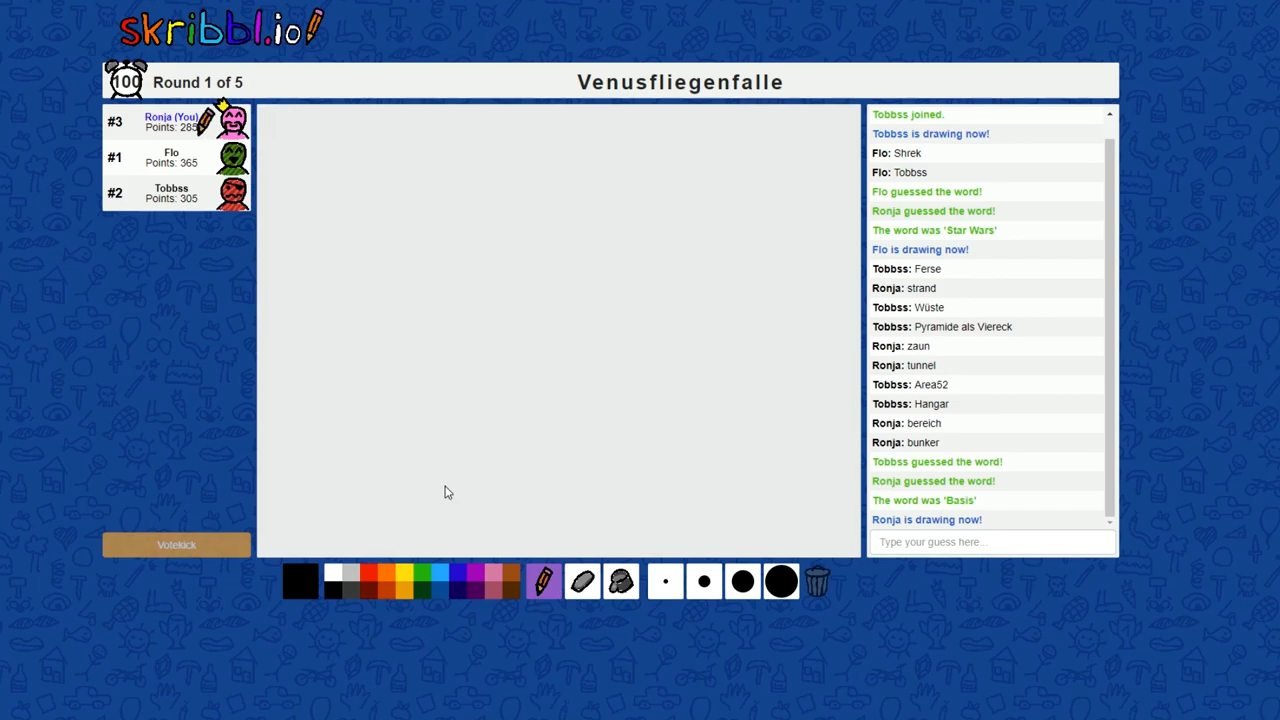 skribbl.io
100 Round 1 of 5 Venusfliegenfalle
#3 Ronja (You) Points: 285
#1 Flo Points: 365
#2 Tobbss Points: 305
Votekick
Tobbss joined.
Tobbss is drawing now!
Flo: Shrek
Flo: Tobbss
Flo guessed the word!
Ronja guessed the word!
The word was 'Star Wars'
Flo is drawing now!
Tobbss: Ferse
Ronja: strand
Tobbss: Wüste
Tobbss: Pyramide als Viereck
Ronja: zaun
Ronja: tunnel
Tobbss: Area52
Tobbss: Hangar
Ronja: bereich
Ronja: bunker
Tobbss guessed the word!
Ronja guessed the word!
The word was 'Basis'
Ronja is drawing now!
Type your guess here...